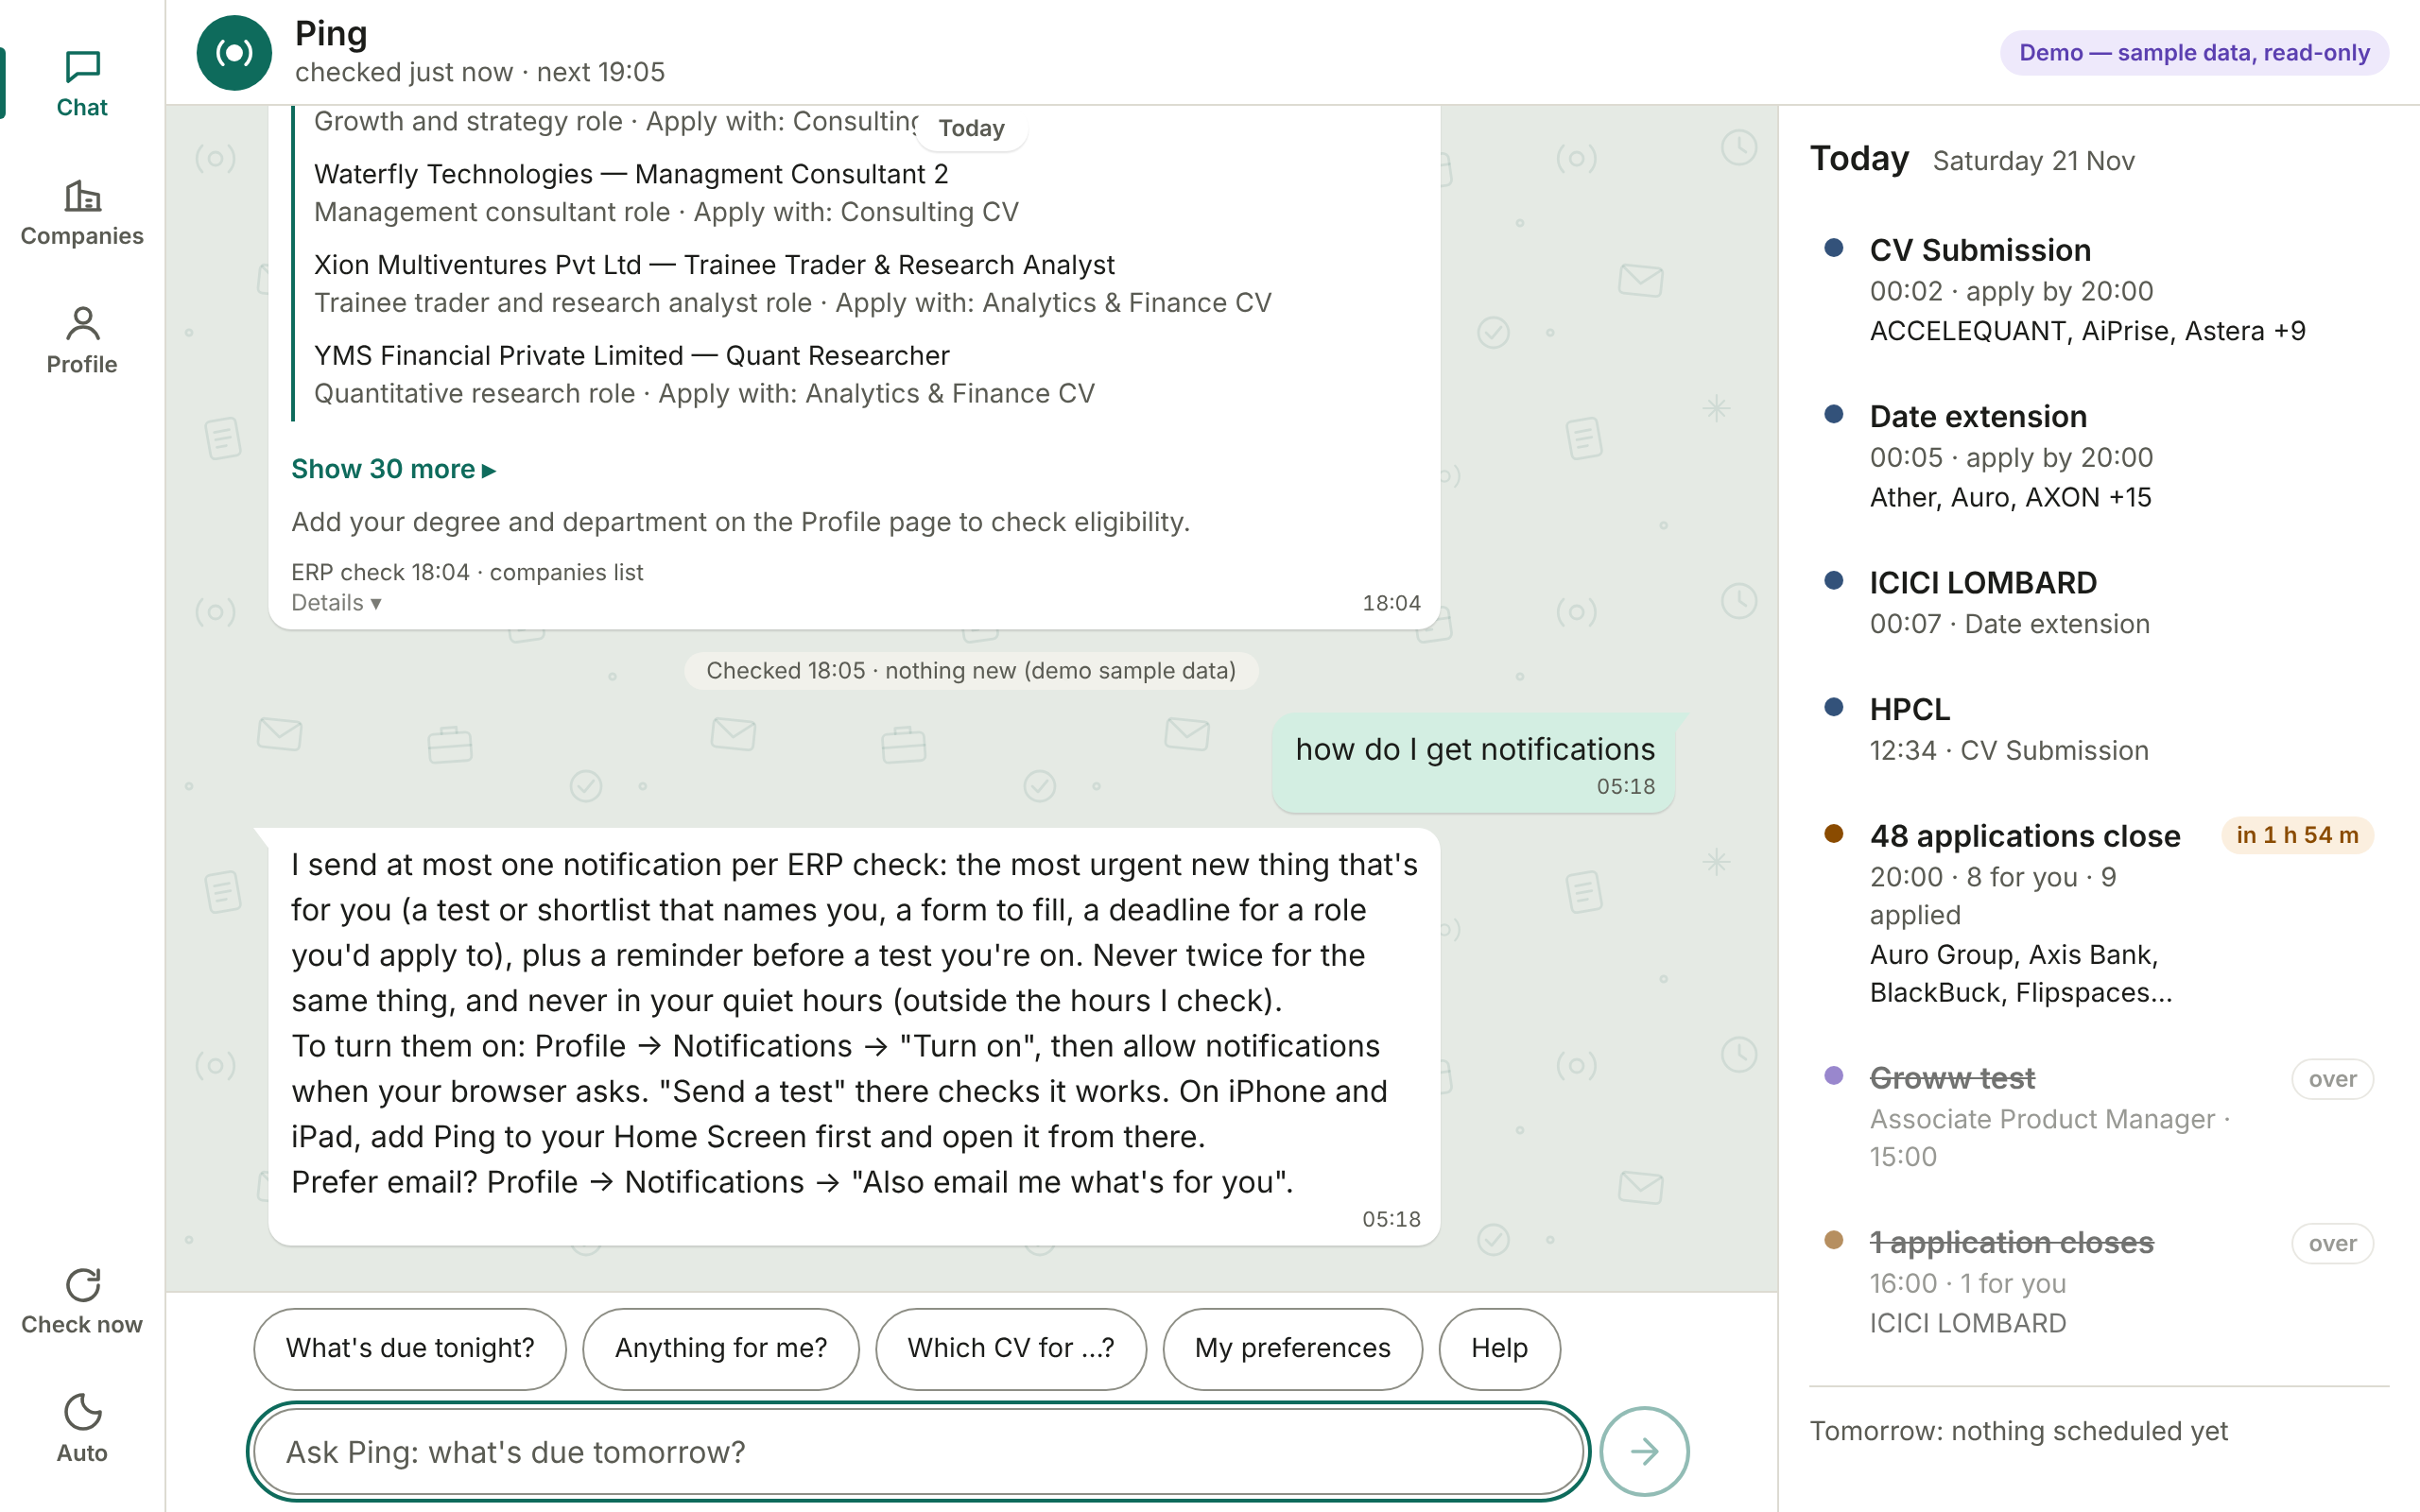 Chat
Companies
Profile
Check now
Auto
Ping
checked just now · next 19:05
Demo — sample data, read-only
Today
Growth and strategy role · Apply with: Consulting
Waterfly Technologies — Managment Consultant 2
Management consultant role · Apply with: Consulting CV
Xion Multiventures Pvt Ltd — Trainee Trader & Research Analyst
Trainee trader and research analyst role · Apply with: Analytics & Finance CV
YMS Financial Private Limited — Quant Researcher
Quantitative research role · Apply with: Analytics & Finance CV
Show 30 more ▸
Add your degree and department on the Profile page to check eligibility.
ERP check 18:04 · companies list
Details ▾
18:04
Checked 18:05 · nothing new (demo sample data)
how do I get notifications
05:18
I send at most one notification per ERP check: the most urgent new thing that's
for you (a test or shortlist that names you, a form to fill, a deadline for a role
you'd apply to), plus a reminder before a test you're on. Never twice for the
same thing, and never in your quiet hours (outside the hours I check).
To turn them on: Profile → Notifications → "Turn on", then allow notifications
when your browser asks. "Send a test" there checks it works. On iPhone and
iPad, add Ping to your Home Screen first and open it from there.
Prefer email? Profile → Notifications → "Also email me what's for you".
05:18
What's due tonight?
Anything for me?
Which CV for ...?
My preferences
Help
Ask Ping: what's due tomorrow?
Today Saturday 21 Nov
CV Submission
00:02 · apply by 20:00
ACCELEQUANT, AiPrise, Astera +9
Date extension
00:05 · apply by 20:00
Ather, Auro, AXON +15
ICICI LOMBARD
00:07 · Date extension
HPCL
12:34 · CV Submission
48 applications close
in 1 h 54 m
20:00 · 8 for you · 9
applied
Auro Group, Axis Bank,
BlackBuck, Flipspaces...
Groww test
over
Associate Product Manager ·
15:00
1 application closes
over
16:00 · 1 for you
ICICI LOMBARD
Tomorrow: nothing scheduled yet